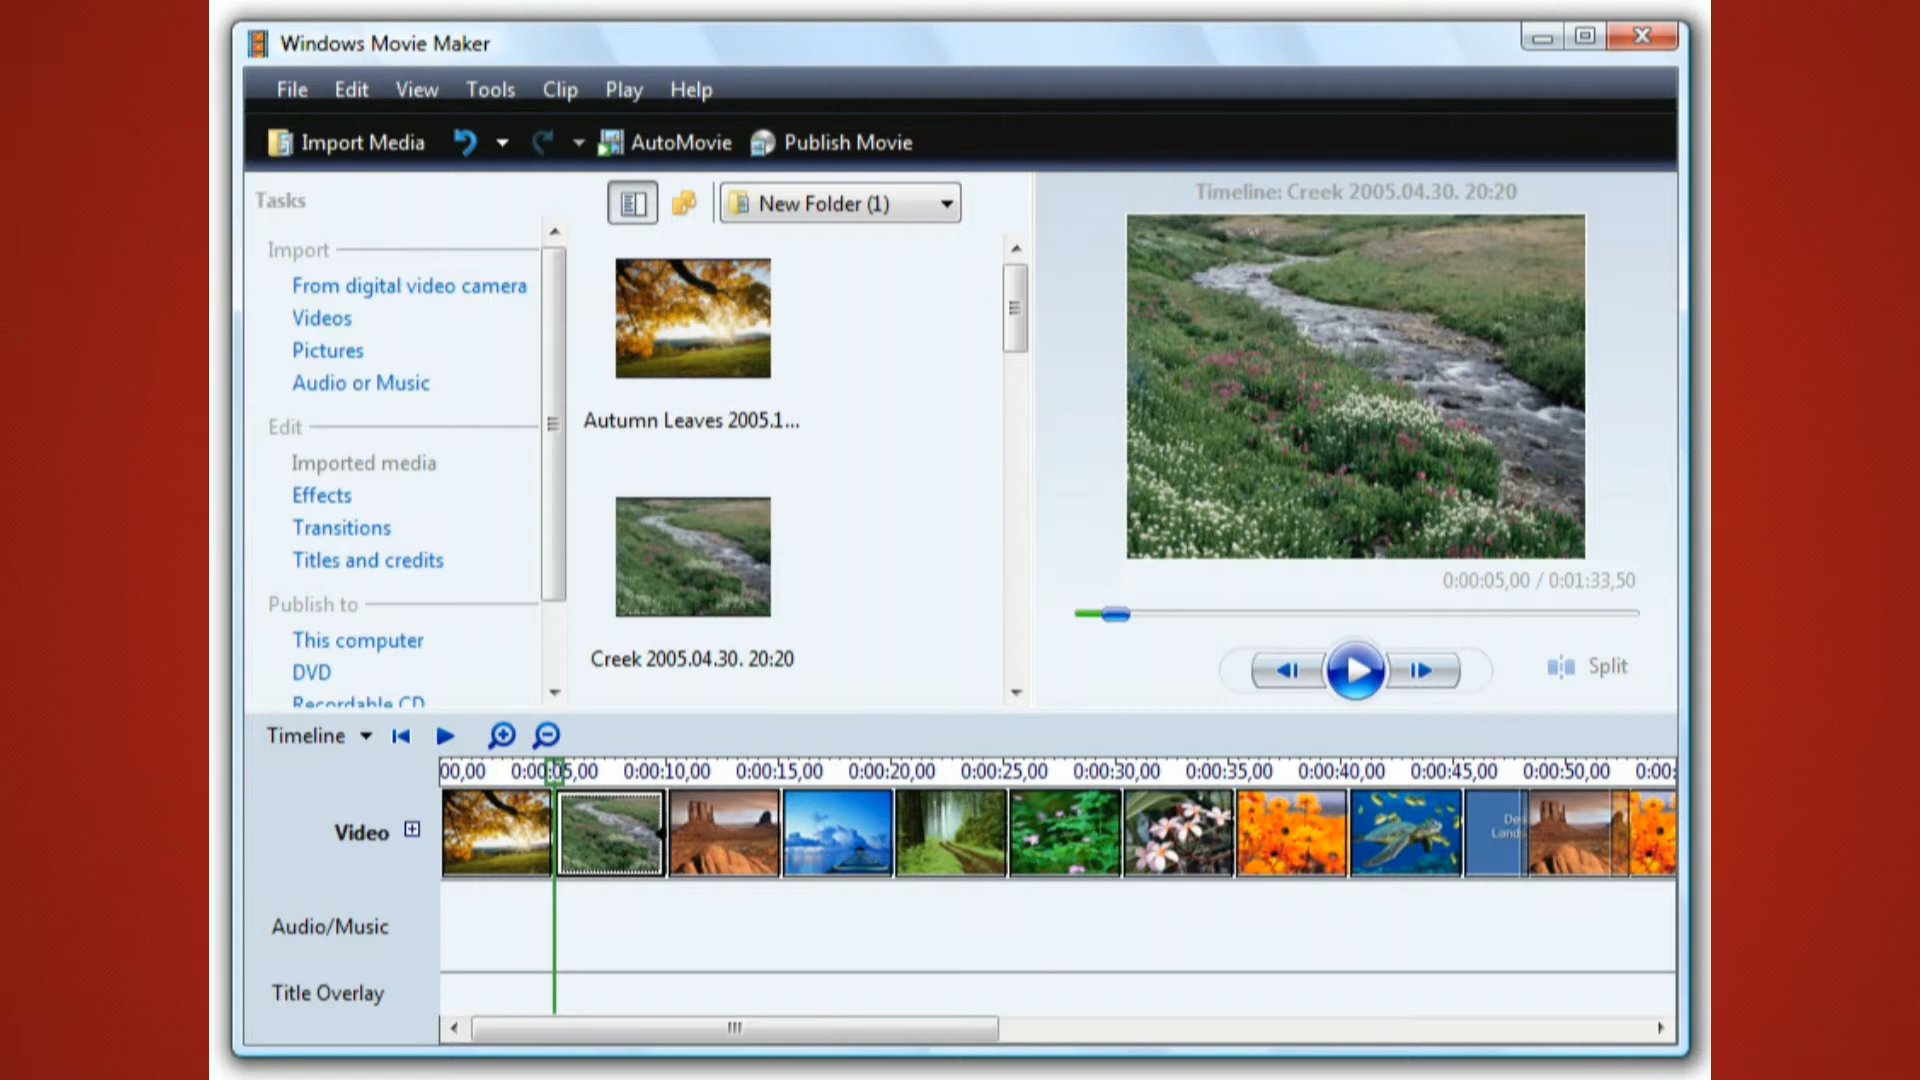 Windows Movie Maker
File Edit View Tools Clip Play Help
Import Media AutoMovie Publish Movie
Tasks
Import
From digital video camera
Videos
Pictures
Audio or Music
Edit
Imported media
Effects
Transitions
Titles and credits
Publish to
This computer
DVD
Recordable CD
New Folder (1)
Autumn Leaves 2005.1...
Creek 2005.04.30. 20:20
Timeline: Creek 2005.04.30. 20:20
0:00:05,00 / 0:01:33,50
Split
Timeline
00,00 0:00:05,00 0:00:10,00 0:00:15,00 0:00:20,00 0:00:25,00 0:00:30,00 0:00:35,00 0:00:40,00 0:00:45,00 0:00:50,00 0:00:
Video
Des
Lands
Audio/Music
Title Overlay